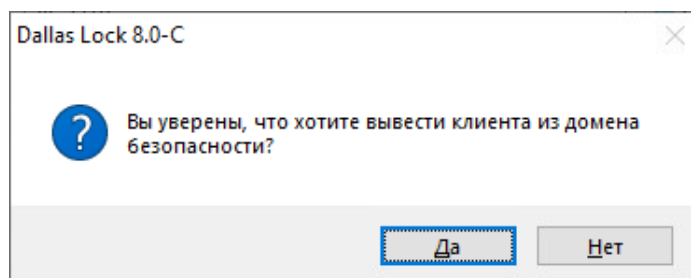 Dallas Lock 8.0-C
Вы уверены, что хотите вывести клиента из домена
безопасности?
Да
Нет